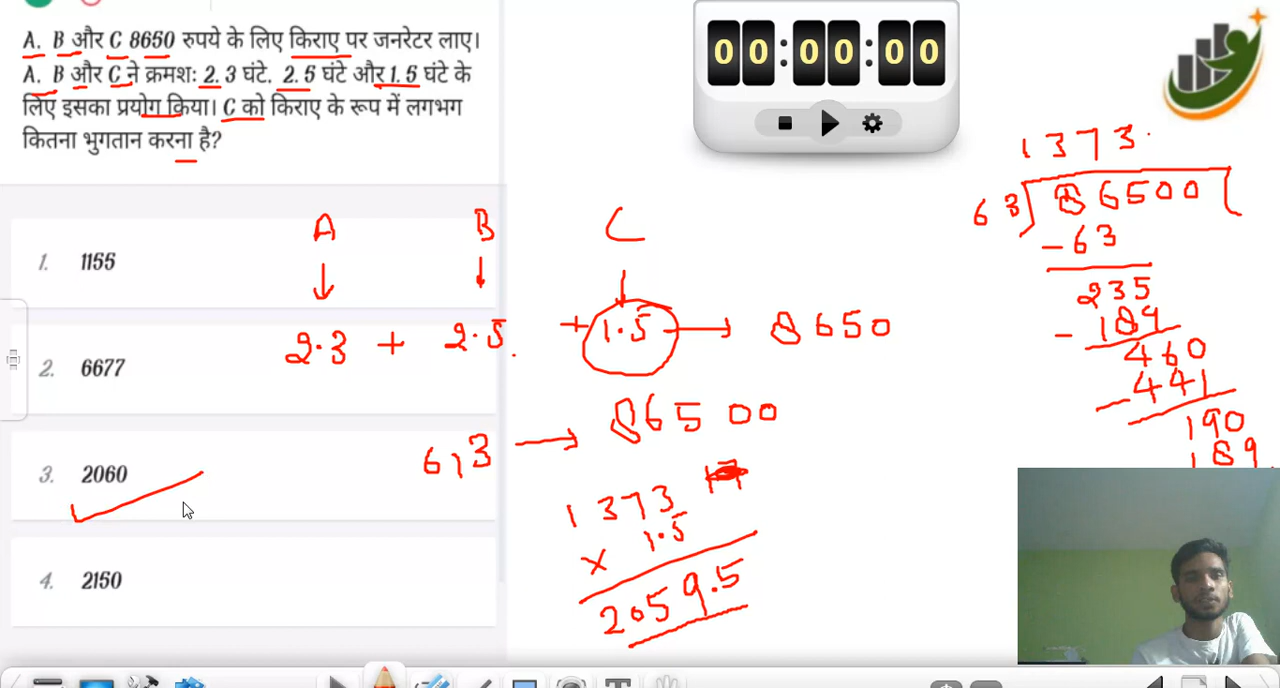 A. B और C 8650 रुपये के लिए किराए पर जनरेटर लाए।
A. B और C ने क्रमश: 2. 3 घंटे. 2. 5 घंटे और 1. 5 घंटे के
लिए इसका प्रयोग किया। C को किराए के रूप में लगभग
कितना भुगतान करना है?
00:00:00
1. 1155
2. 6677
3. 2060
4. 2150
A B C
2.3 + 2.5 + 1.5 → 8650
6,3 → 86500
1373
× 1.5
2059.5
1373.
63 86500
-63
235
-189
460
-441
190
189